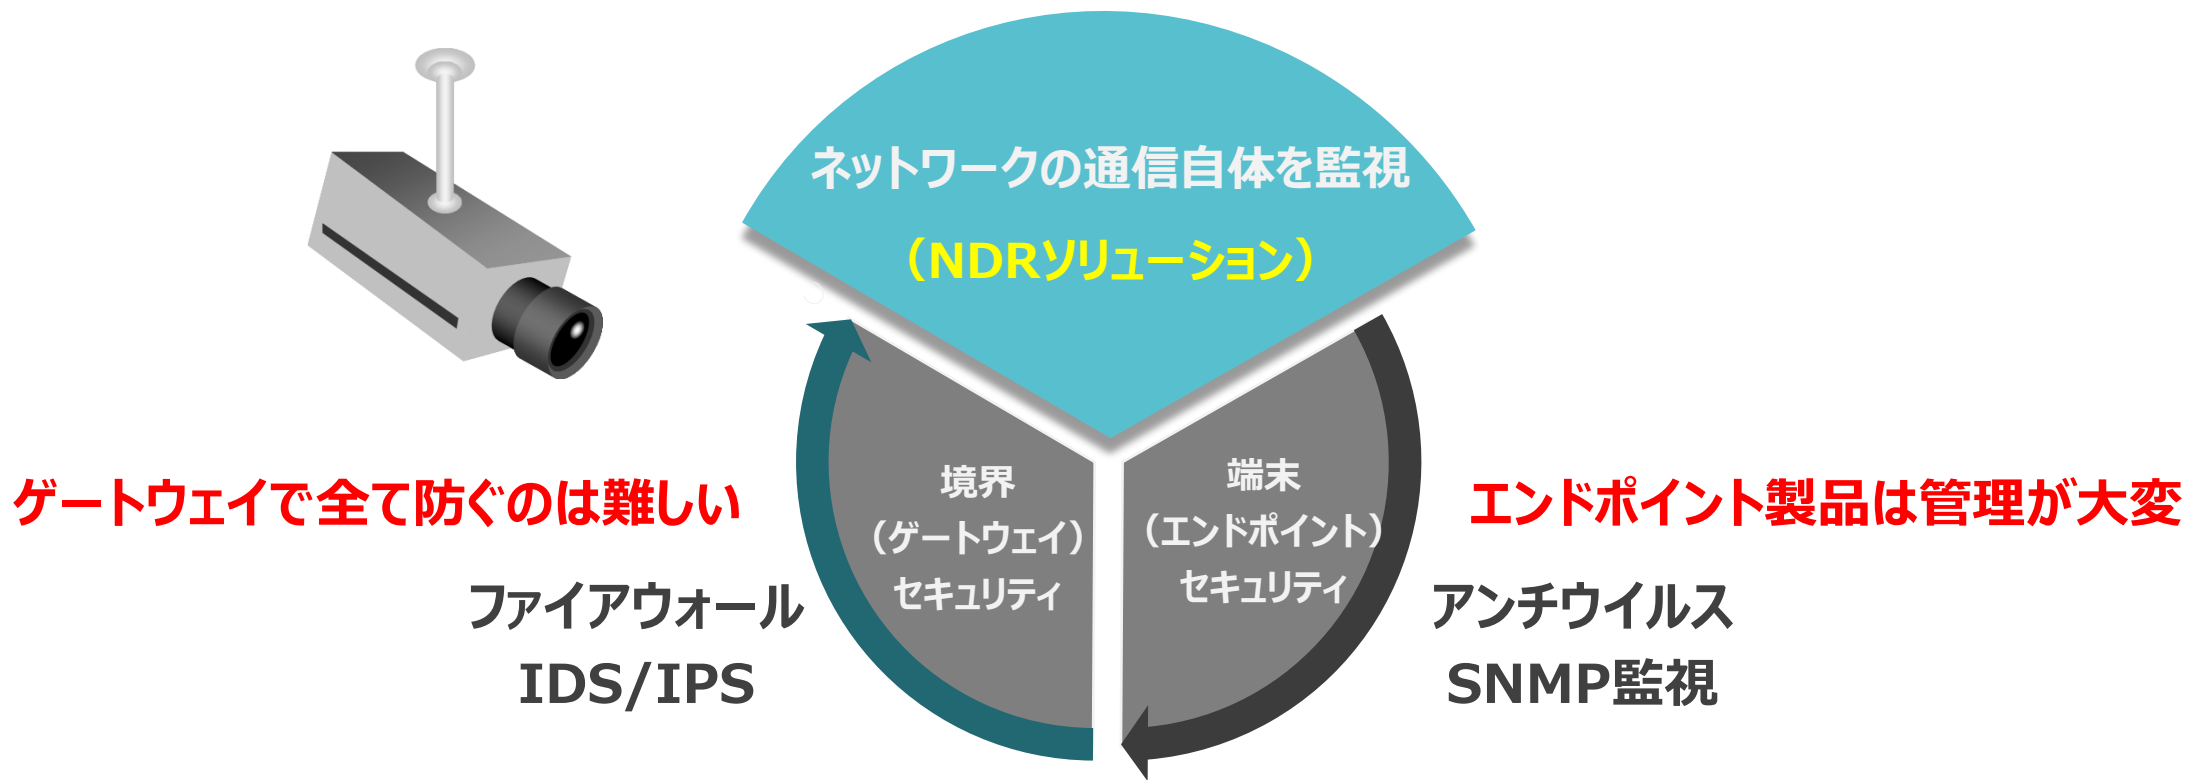 ネットワークの通信自体を監視
（NDRソリューション）
ゲートウェイで全て防ぐのは難しい
ファイアウォール
IDS/IPS
境界
（ゲートウェイ）
セキュリティ
端末
（エンドポイント）
セキュリティ
エンドポイント製品は管理が大変
アンチウイルス
SNMP監視